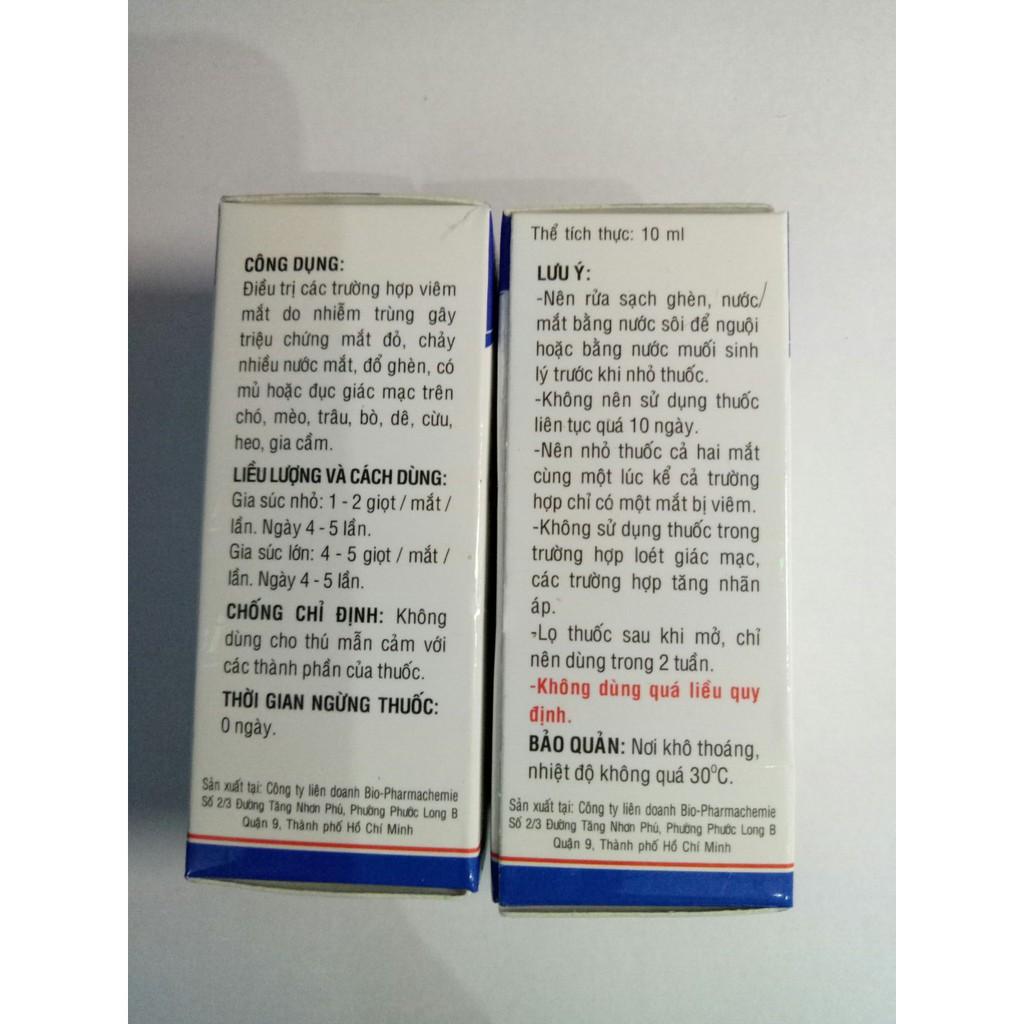 CÔNG DỤNG:
Điều trị các trường hợp viêm
mắt do nhiễm trùng gây
triệu chứng mắt đỏ, chảy
nhiều nước mắt, đổ ghèn, có
mủ hoặc đục giác mạc trên
chó, mèo, trâu, bò, dê, cừu,
heo, gia cầm.
LIỀU LƯỢNG VÀ CÁCH DÙNG:
Gia súc nhỏ: 1 - 2 giọt / mắt /
lần. Ngày 4 - 5 lần.
Gia súc lớn: 4 - 5 giọt / mắt /
lần. Ngày 4 - 5 lần.
CHỐNG CHỈ ĐỊNH: Không
dùng cho thú mẫn cảm với
các thành phần của thuốc.
THỜI GIAN NGỪNG THUỐC:
0 ngày.
Sản xuất tại: Công ty liên doanh Bio-Pharmachemie
Số 2/3 Đường Tăng Nhơn Phú, Phường Phước Long B
Quận 9, Thành phố Hồ Chí Minh
Thể tích thực: 10 ml
LƯU Ý:
-Nên rửa sạch ghèn, nước
mắt bằng nước sôi để nguội
hoặc bằng nước muối sinh
lý trước khi nhỏ thuốc.
-Không nên sử dụng thuốc
liên tục quá 10 ngày.
-Nên nhỏ thuốc cả hai mắt
cùng một lúc kể cả trường
hợp chỉ có một mắt bị viêm.
-Không sử dụng thuốc trong
trường hợp loét giác mạc,
các trường hợp tăng nhãn
áp.
-Lọ thuốc sau khi mở, chỉ
nên dùng trong 2 tuần.
-Không dùng quá liều quy
định.
BẢO QUẢN: Nơi khô thoáng,
nhiệt độ không quá 30°C.
Sản xuất tại: Công ty liên doanh Bio-Pharmachemie
Số 2/3 Đường Tăng Nhơn Phú, Phường Phước Long B
Quận 9, Thành phố Hồ Chí Minh